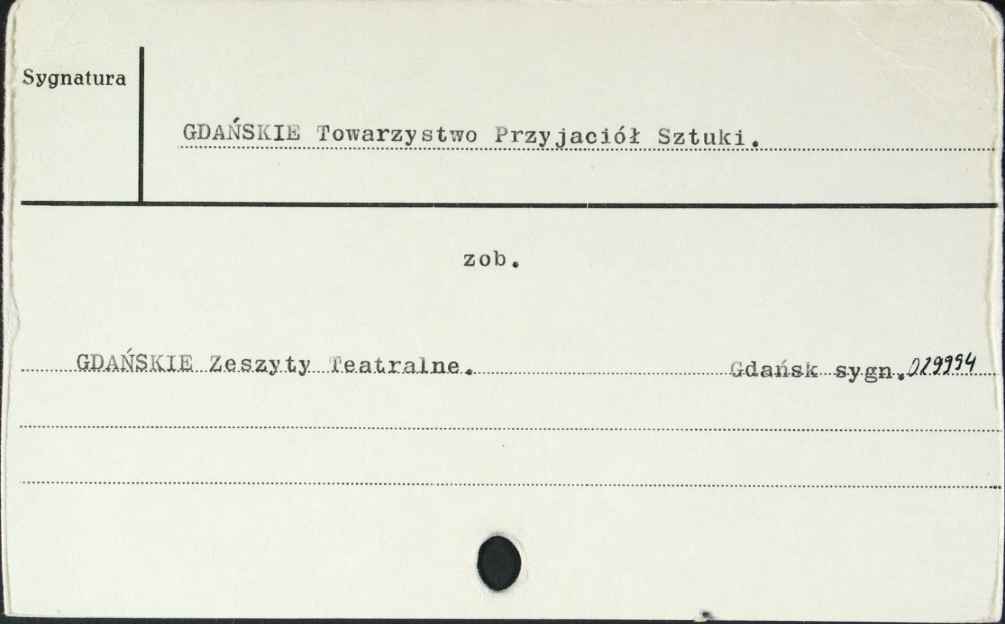 Sygnatura
GDAŃSKIE Towarzystwo Przyjaciół Sztuki.
zob.
GDAŃSKIE Zeszyty Teatralne. Gdańsk sygn. 029994